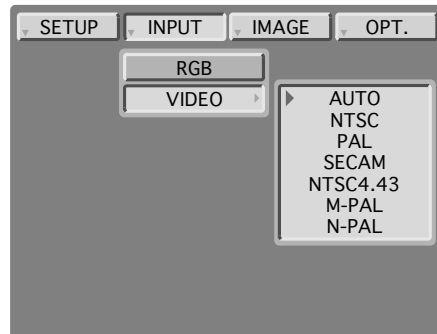 SETUP INPUT IMAGE OPT.
RGB
VIDEO
AUTO
NTSC
PAL
SECAM
NTSC4.43
M-PAL
N-PAL